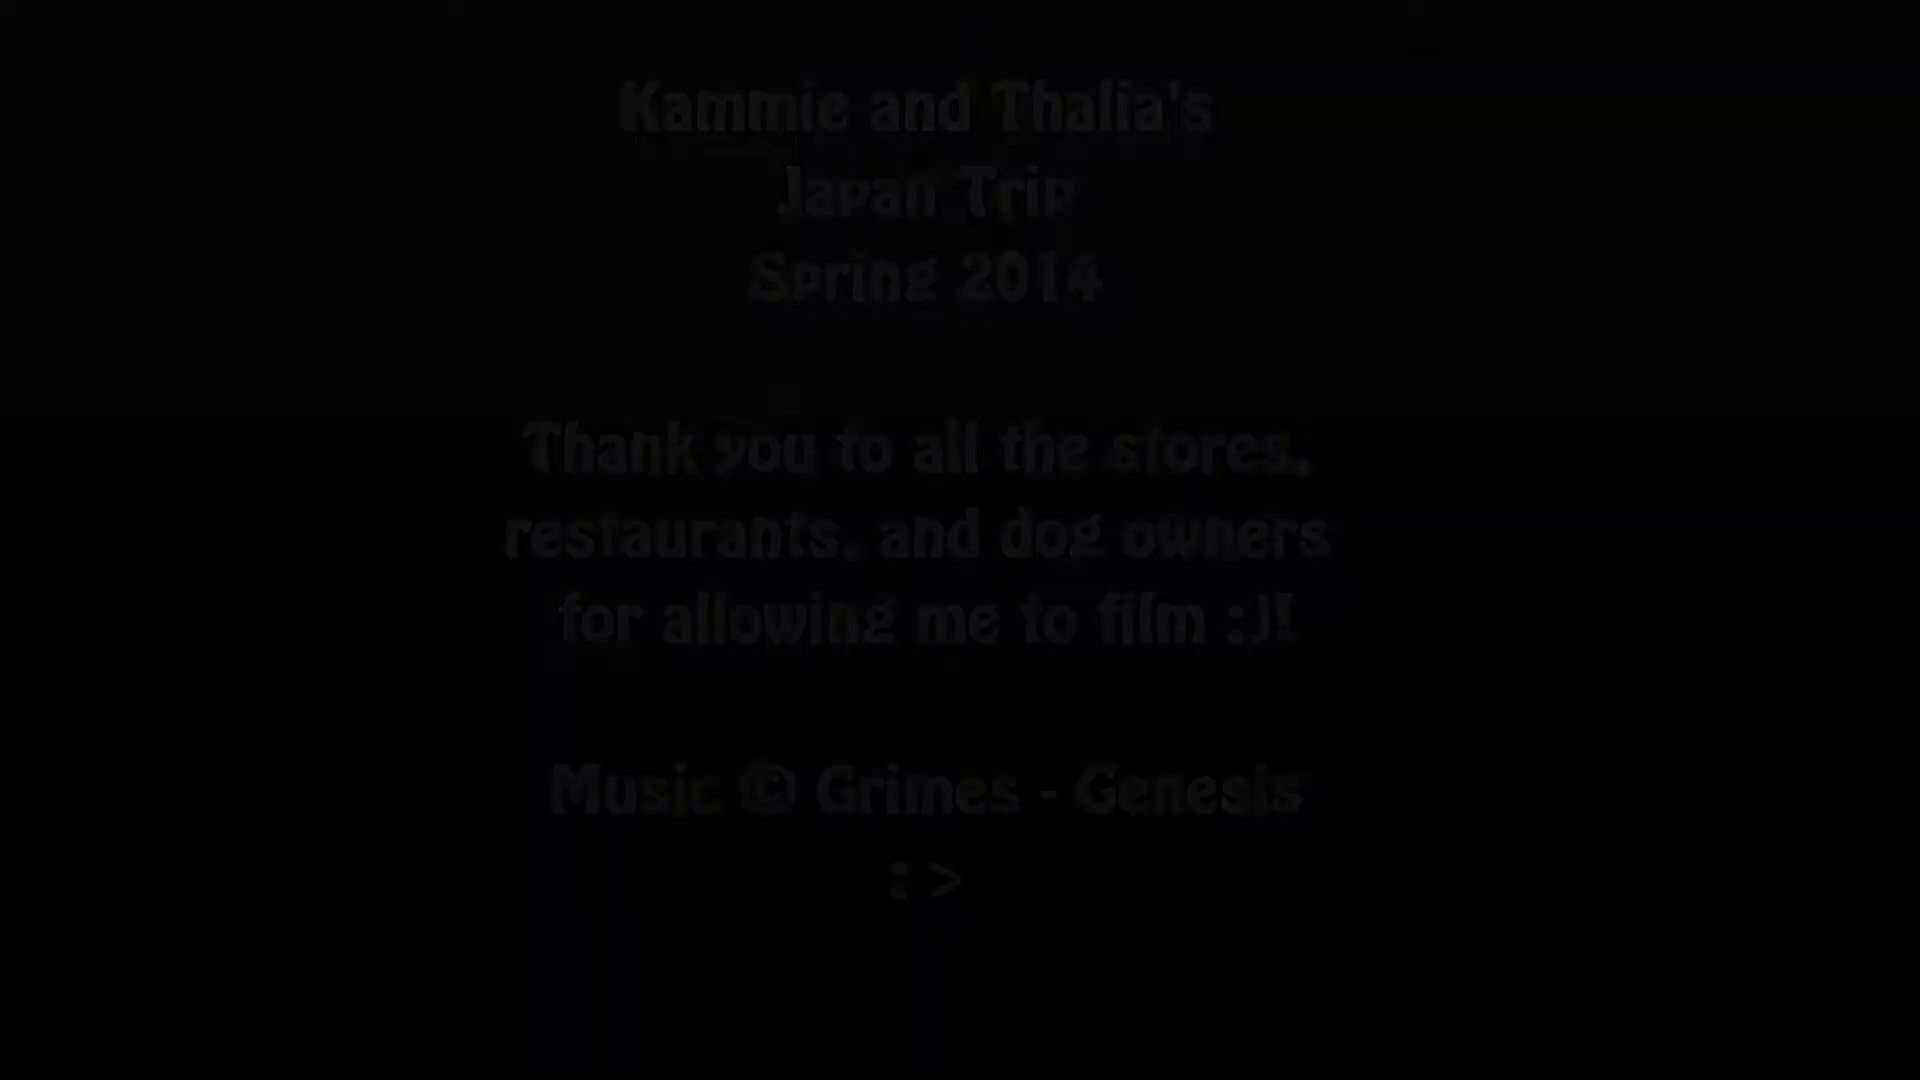 Kammie and Thalia's
Japan Trip
Spring 2014
Thank you to all the stores,
restaurants, and dog owners
for allowing me to film :)!
Music © Grimes - Genesis
: >